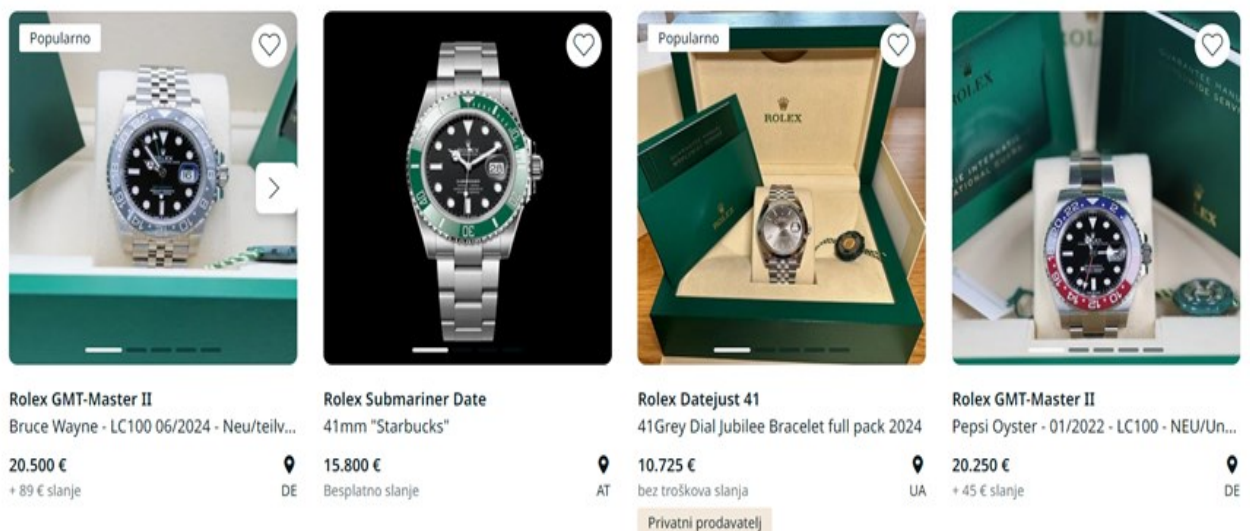 Popularno
Popularno
ROLEX
Rolex GMT-Master II
Bruce Wayne - LC100 06/2024 - Neu/teilv...
20.500 €
+ 89 € slanje
DE
Rolex Submariner Date
41mm "Starbucks"
15.800 €
Besplatno slanje
AT
Rolex Datejust 41
41Grey Dial Jubilee Bracelet full pack 2024
10.725 €
bez troškova slanja
UA
Privatni prodavatelj
Rolex GMT-Master II
Pepsi Oyster - 01/2022 - LC100 - NEU/Un...
20.250 €
+ 45 € slanje
DE